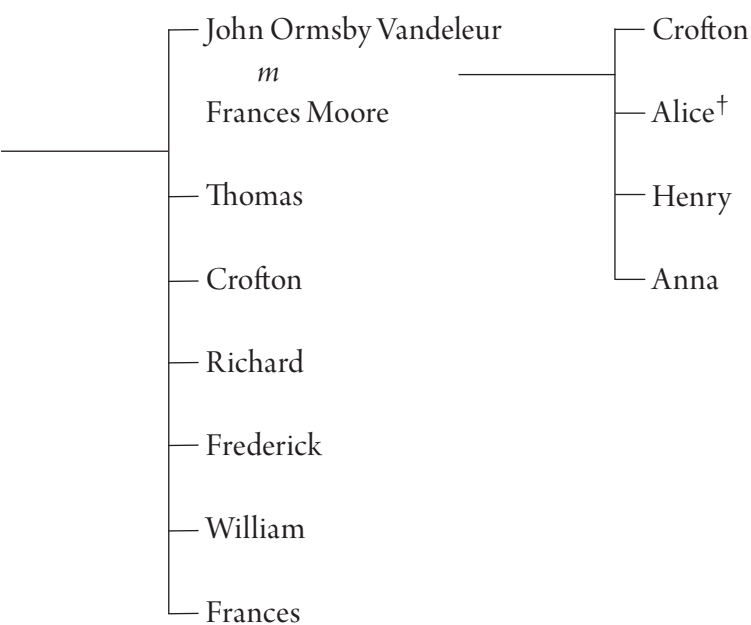 John Ormsby Vandeleur
m
Frances Moore
Thomas
Crofton
Richard
Frederick
William
Frances
Crofton
Alice†
Henry
Anna